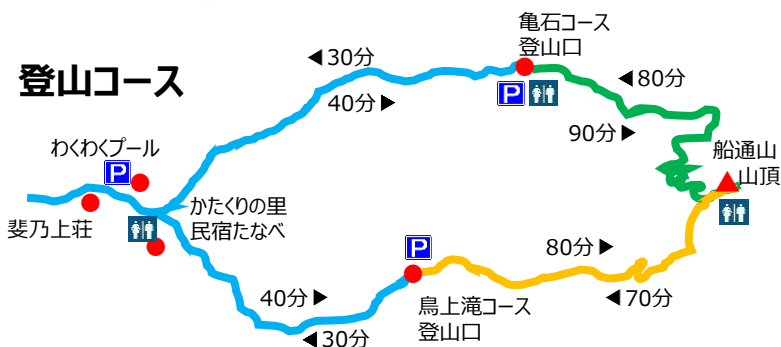 登山コース
亀石コース
登山口
◀30分
40分▶
P
◀80分
90分▶
船通山
山頂
わくわくプール
P
斐乃上荘
かたくりの里
民宿たなべ
P
鳥上滝コース
登山口
40分▶
◀30分
80分▶
◀70分